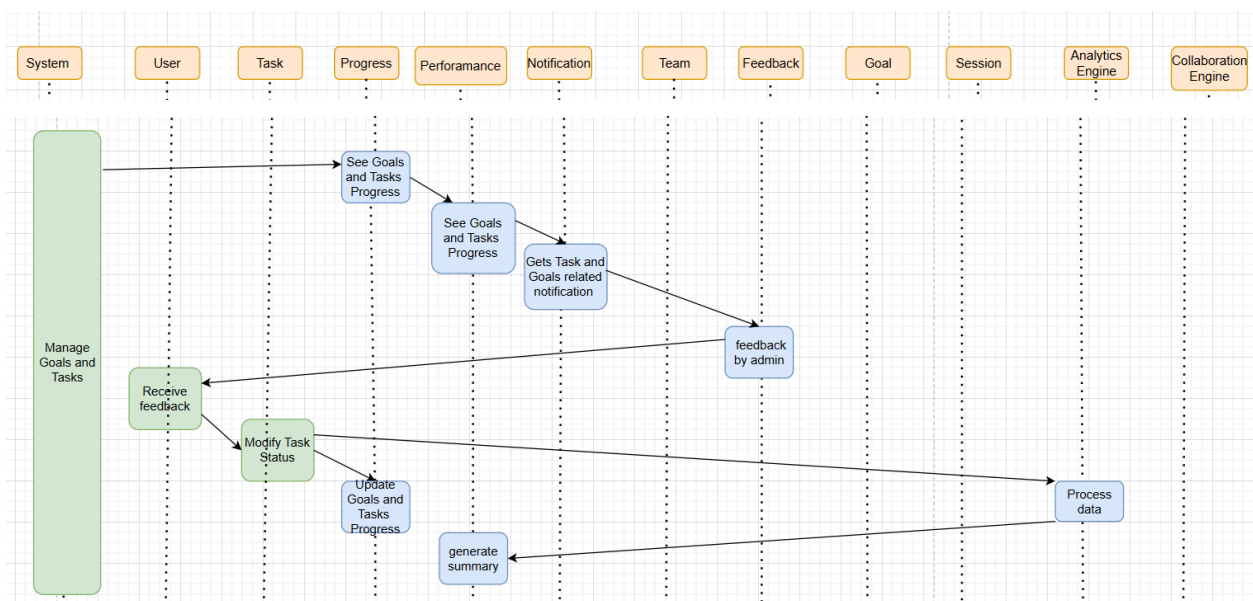 System
User
Task
Progress
Perforamance
Notification
Team
Feedback
Goal
Session
Analytics
Engine
Collaboration
Engine
See Goals
and Tasks
Progress
See Goals
and Tasks
Progress
Gets Task and
Goals related
notification
feedback
by admin
Manage
Goals and
Tasks
Receive
feedback
Modify Task
Status
Update
Goals and
Tasks
Progress
Process
data
generate
summary